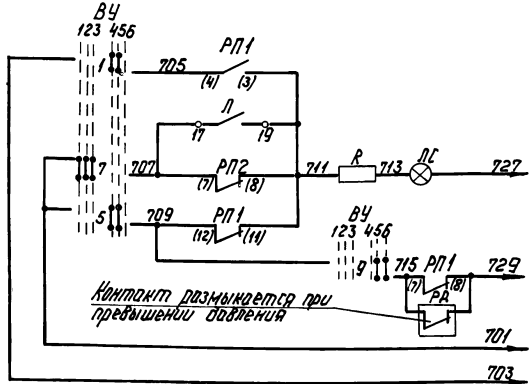 ВУ
123 456
1 705 РП1
(4) (3)
Л
17 19
7 707 РП2 711 R 713 ЛС 727
(7) (8)
5 709 РП1
(12) (11)
ВУ
123 456
9 715 РП1 729
(7) (8)
РД
Контакт размыкается при
превышении давления
701
703